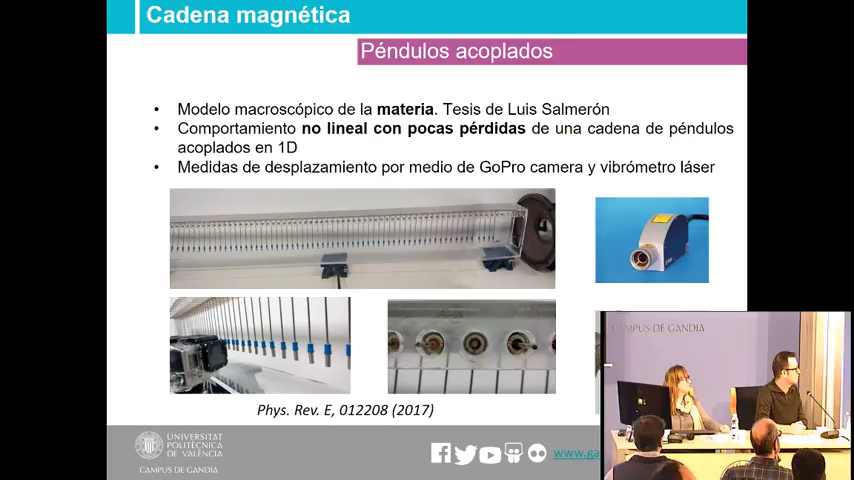 Cadena magnética
Péndulos acoplados
• Modelo macroscópico de la materia. Tesis de Luis Salmerón
• Comportamiento no lineal con pocas pérdidas de una cadena de péndulos
acoplados en 1D
• Medidas de desplazamiento por medio de GoPro camera y vibrómetro láser
CAMPUS DE GANDIA
Phys. Rev. E, 012208 (2017)
UNIVERSITAT
POLITÈCNICA
DE VALÈNCIA
CAMPUS DE GANDIA
www.ga